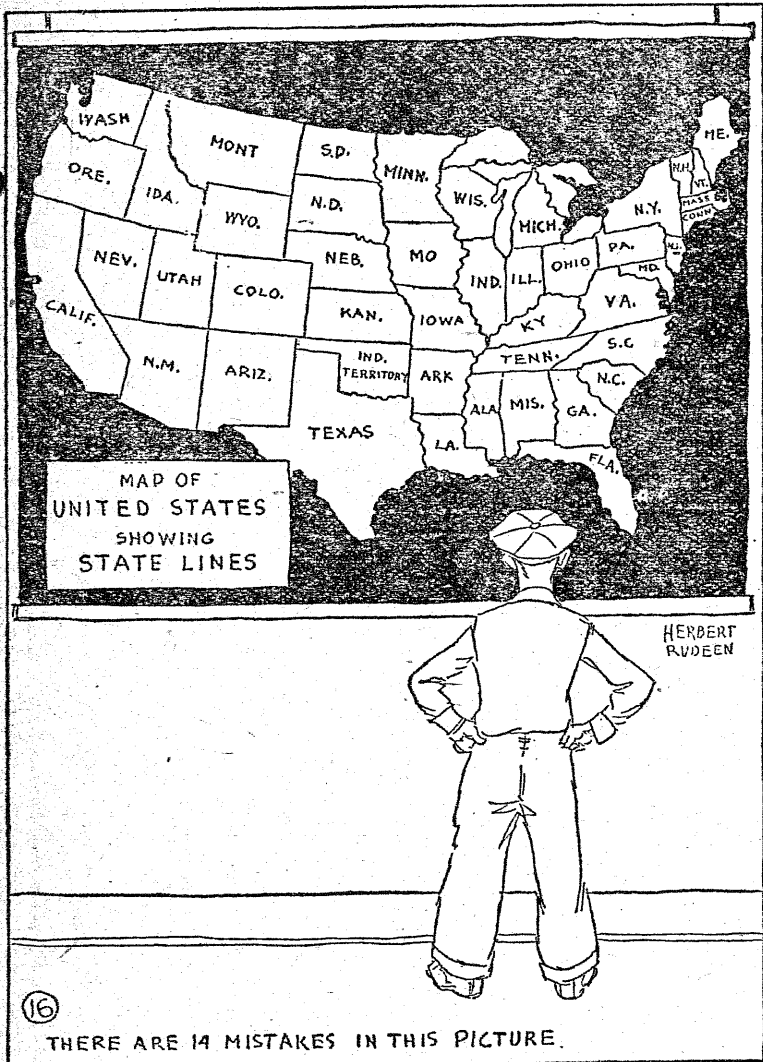 WASH
MONT
S.D.
MINN.
ME.
ORE.
IDA.
WIS.
N.H.
VT.
WYO.
N.D.
MICH.
N.Y.
MASS
CONN
NEV.
UTAH
COLO.
NEB.
MO
IND.
ILL.
OHIO
PA.
N.J.
MD.
CALIF.
KAN.
IOWA
KY
VA.
N.M.
ARIZ.
IND.
TERRITORY
ARK
TENN.
S.C
N.C.
TEXAS
LA.
ALA
MIS.
GA.
FLA.
MAP OF
UNITED STATES
SHOWING
STATE LINES
HERBERT
RUDEEN
16
THERE ARE 14 MISTAKES IN THIS PICTURE.